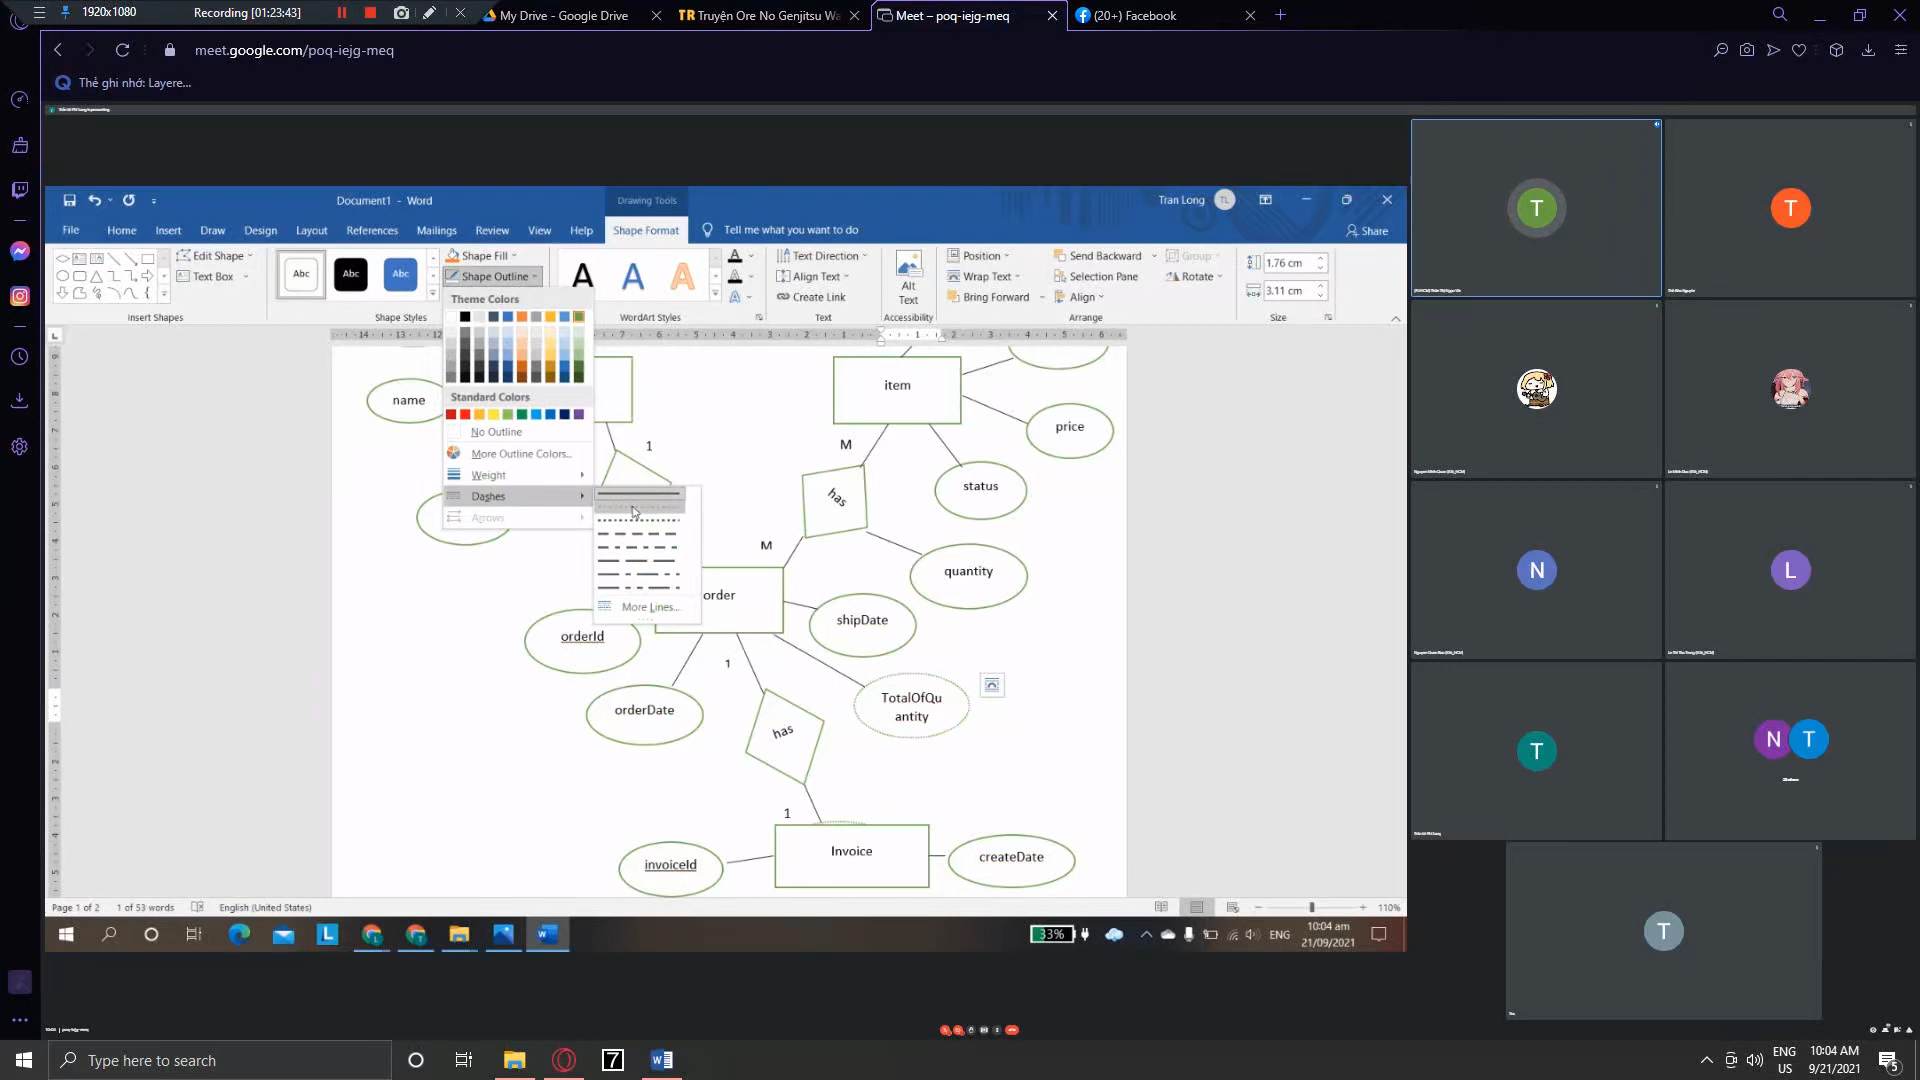 1920x1080
Recording [01:23:43]
My Drive - Google Drive
Truyện Ore No Genjitsu Wa
Meet – poq-iejg-meq
(20+) Facebook
meet.google.com/poq-iejg-meq
Thẻ ghi nhớ: Layere...
Document1 - Word
Drawing Tools
Tran Long
TL
File Home Insert Draw Design Layout References Mailings Review View Help Shape Format Tell me what you want to do Share
Edit Shape
Text Box
Insert Shapes
Abc Abc Abc
Shape Styles
Shape Fill
Shape Outline
A A A
WordArt Styles
Text Direction
Align Text
Create Link
Text
Alt Text
Accessibility
Position
Wrap Text
Bring Forward
Send Backward
Selection Pane
Align
Group
Rotate
Arrange
1.76 cm
3.11 cm
Size
Theme Colors
Standard Colors
No Outline
More Outline Colors...
Weight
Dashes
Arrows
More Lines...
name
1
item
price
M
has
status
M
quantity
order
shipDate
orderId
1
orderDate
TotalOfQu
antity
has
1
Invoice
invoiceId
createDate
Page 1 of 2 1 of 53 words English (United States)
110%
33%
ENG
10:04 am
21/09/2021
T
T
N
L
T
N T
T
Type here to search
7
ENG
US
10:04 AM
9/21/2021
5